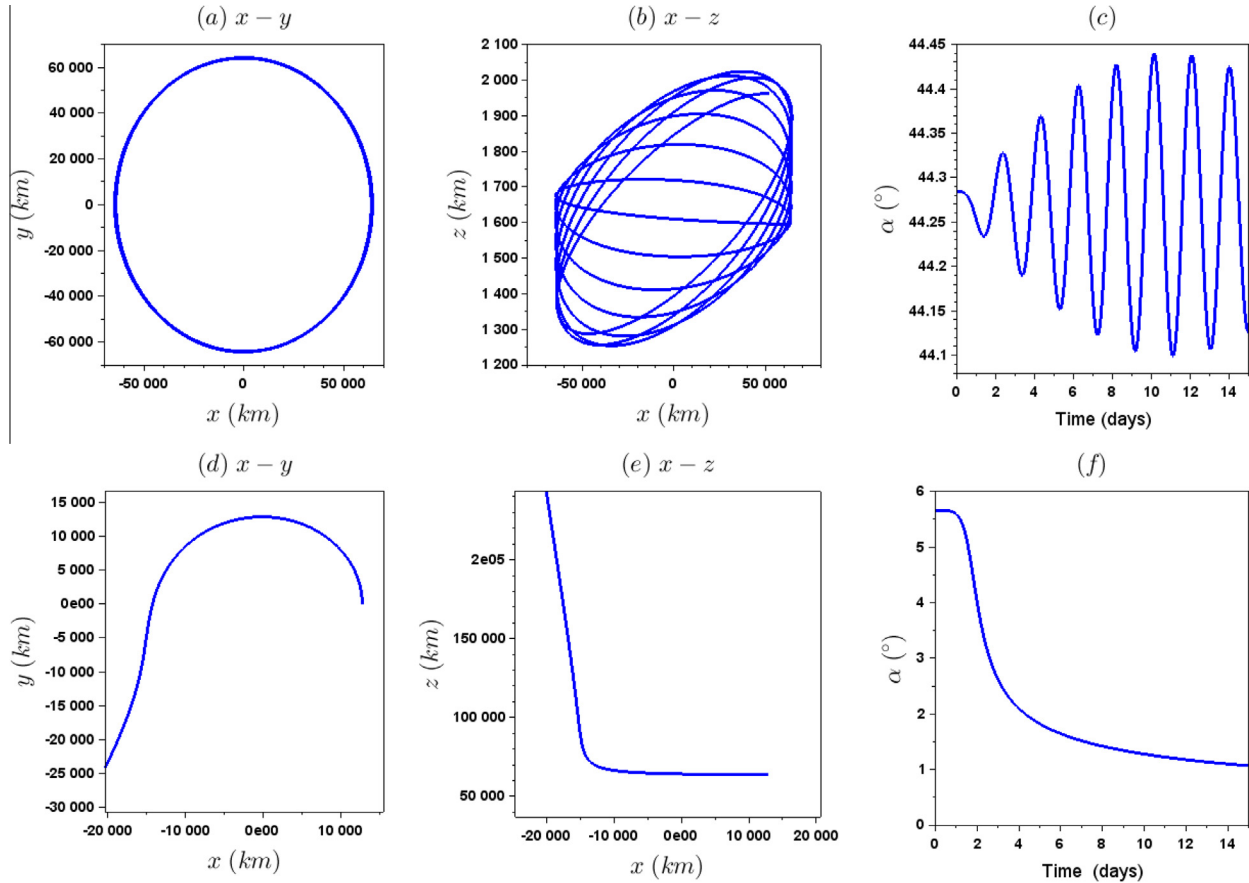 (a) x − y
y (km)
60 000
40 000
20 000
0
-20 000
-40 000
-60 000
-50 000 0 50 000
x (km)
(b) x − z
z (km)
2 100
2 000
1 900
1 800
1 700
1 600
1 500
1 400
1 300
1 200
-50 000 0 50 000
x (km)
(c)
α (°)
44.45
44.4
44.35
44.3
44.25
44.2
44.15
44.1
0 2 4 6 8 10 12 14
Time (days)
(d) x − y
y (km)
15 000
10 000
5 000
0e00
-5 000
-10 000
-15 000
-20 000
-25 000
-30 000
-20 000 -10 000 0e00 10 000
x (km)
(e) x − z
z (km)
2e05
150 000
100 000
50 000
-20 000 -10 000 0e00 10 000 20 000
x (km)
(f)
α (°)
6
5
4
3
2
1
0
0 2 4 6 8 10 12 14
Time (days)